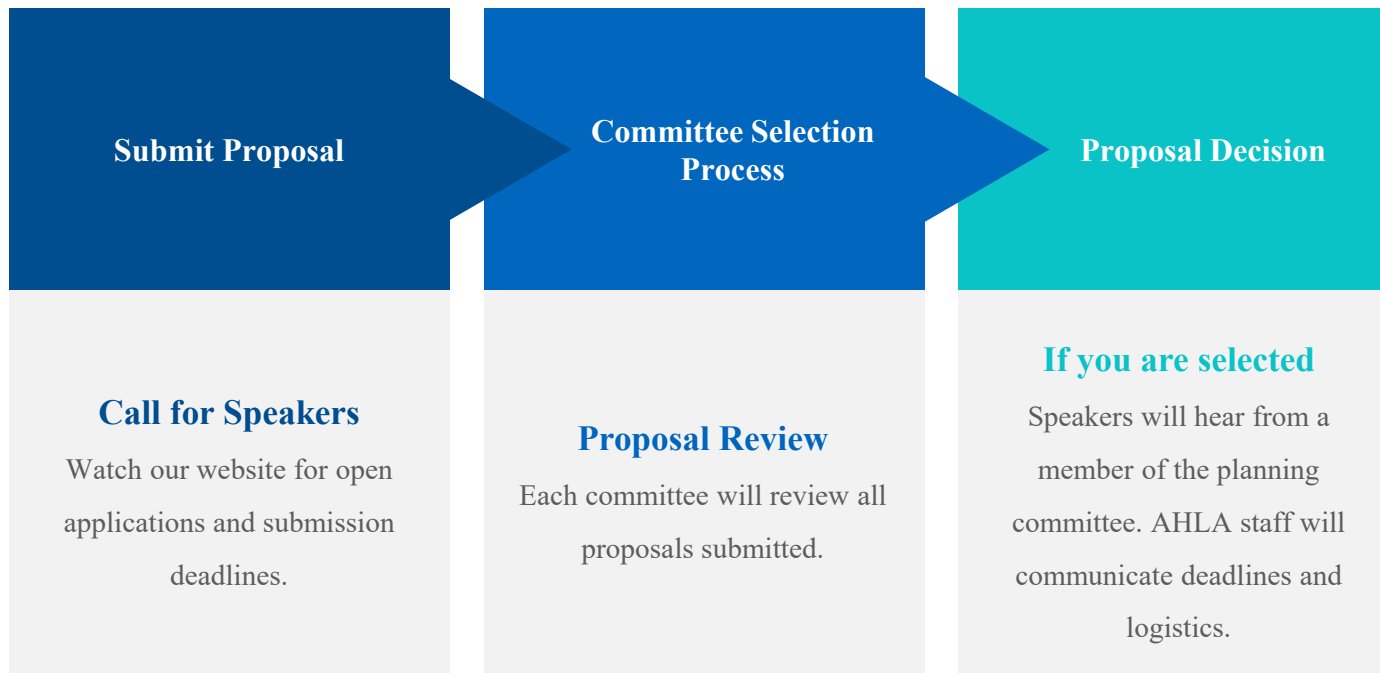 Submit Proposal
Committee Selection
Process
Proposal Decision
Call for Speakers
Watch our website for open
applications and submission
deadlines.
Proposal Review
Each committee will review all
proposals submitted.
If you are selected
Speakers will hear from a
member of the planning
committee. AHLA staff will
communicate deadlines and
logistics.